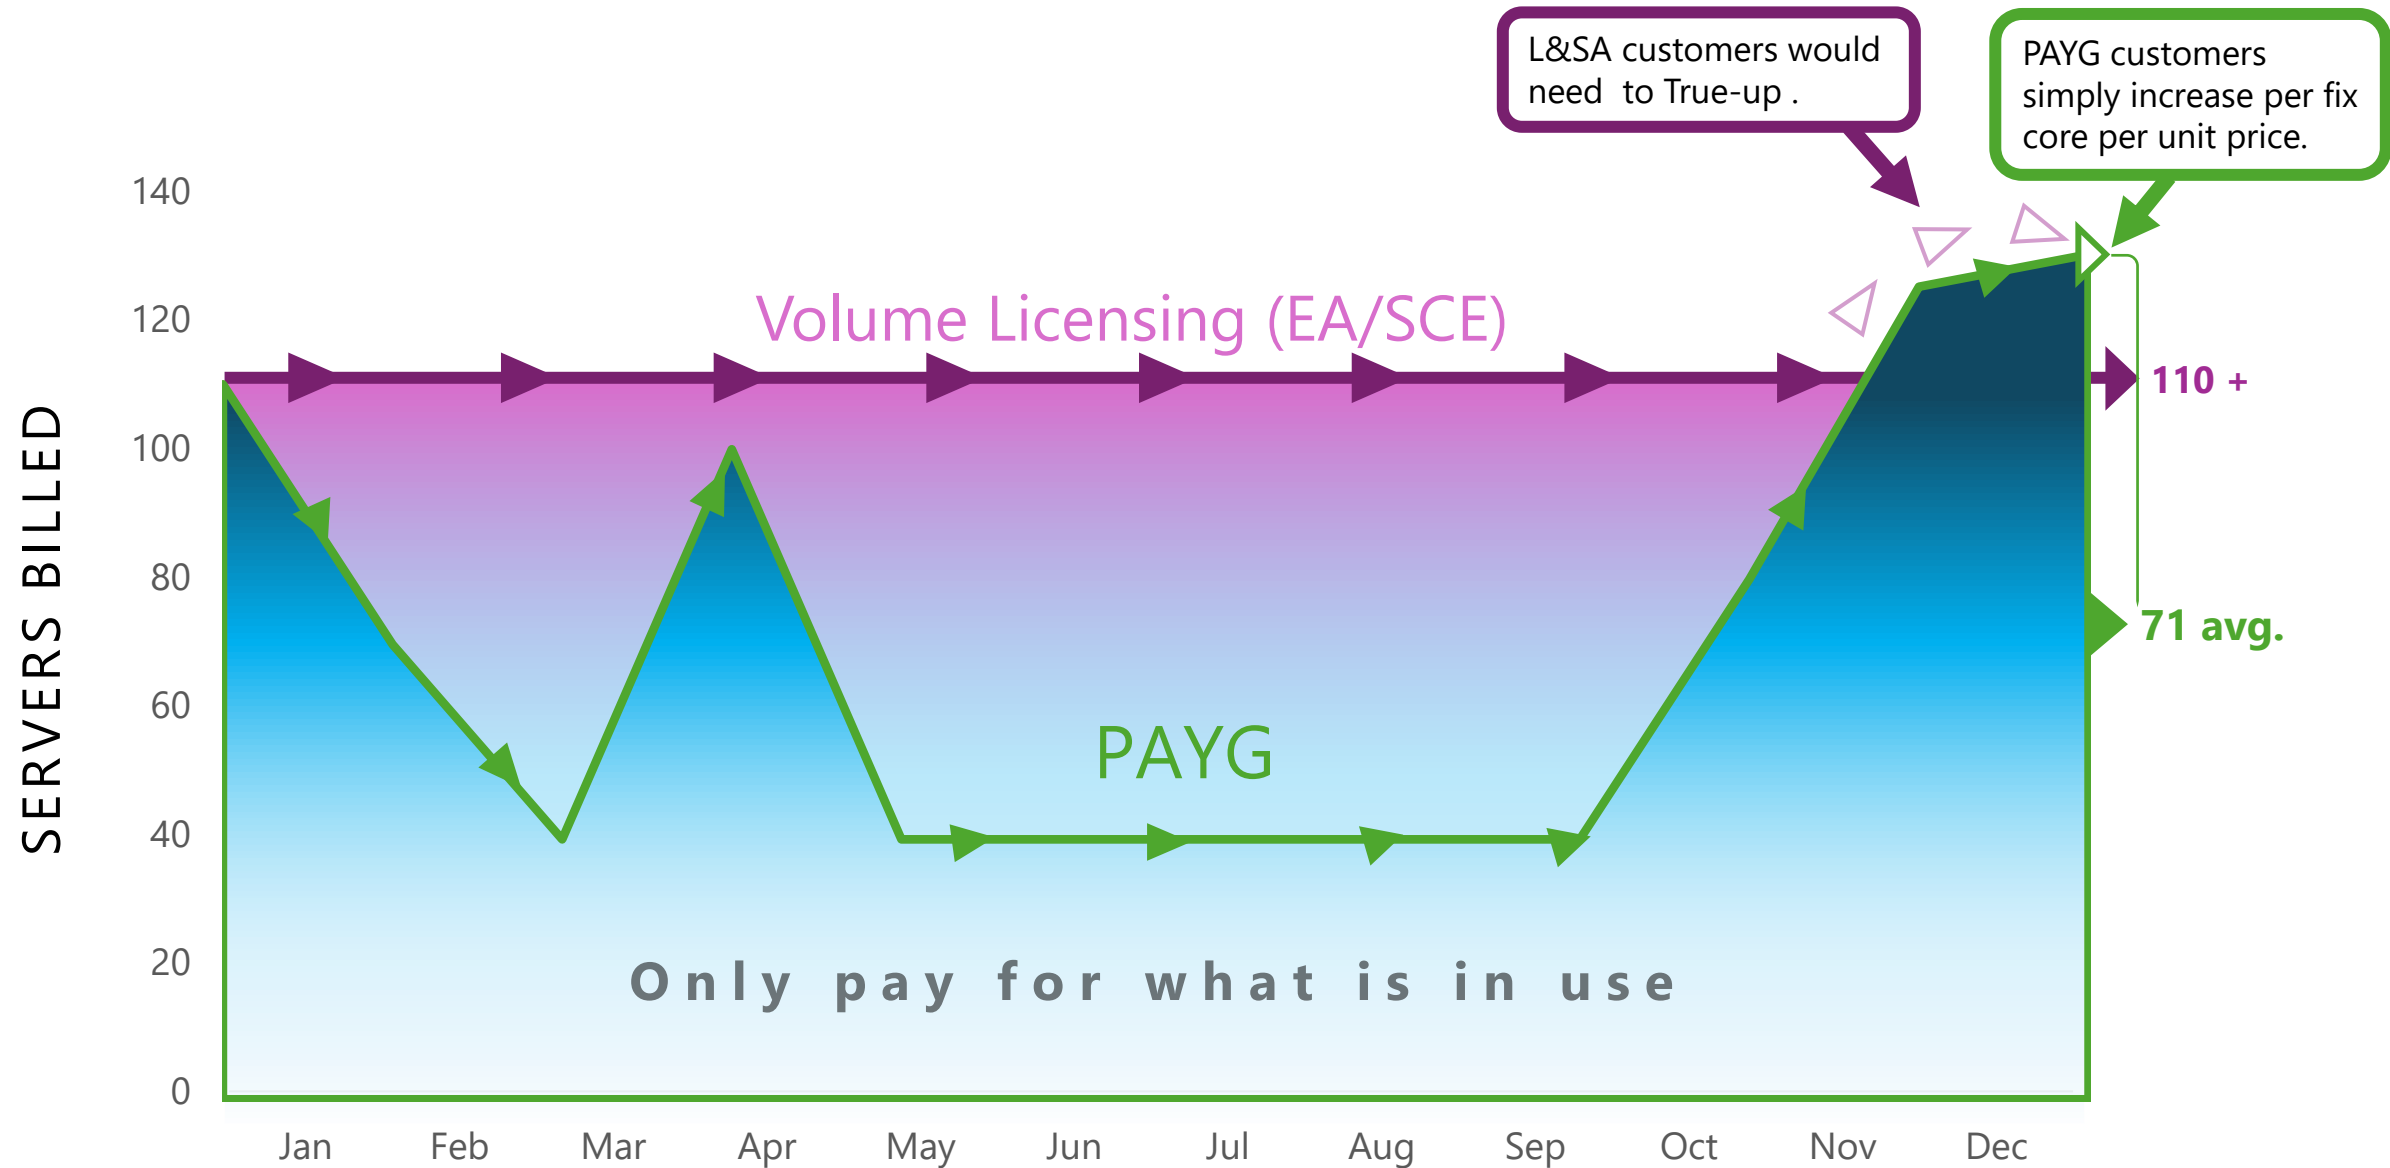 L&SA customers would
need  to True-up .
PAYG customers
simply increase per fix
core per unit price.
SERVERS BILLED
140
120
100
80
60
40
20
0
Volume Licensing (EA/SCE)
110 +
71 avg.
PAYG
Only pay for what is in use
Jan Feb Mar Apr May Jun Jul Aug Sep Oct Nov Dec